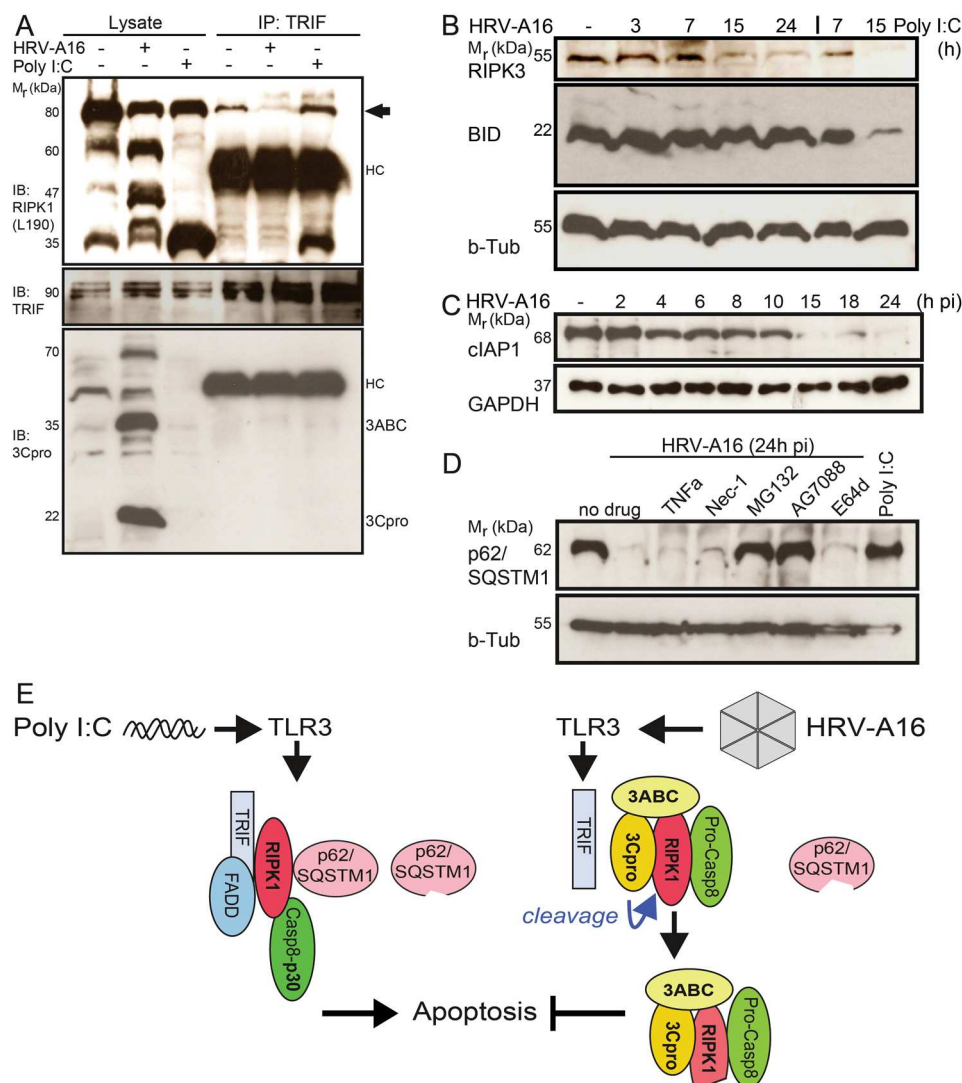 A
Lysate IP: TRIF
HRV-A16 - + - - + -
Poly I:C - - + - - +
Mr (kDa)
80
60
HC
IB: 47
RIPK1
(L190)
35
IB: 90
TRIF
70
HC
35 3ABC
IB:
3Cpro
22 3Cpro
B
- 3 7 15 24 7 15 Poly I:C
(h)
Mr (kDa) 55
RIPK3
BID 22
b-Tub 55
C
HRV-A16 - 2 4 6 8 10 15 18 24 (h pi)
Mr (kDa)
cIAP1 68
GAPDH 37
D
HRV-A16 (24h pi)
no drug TNFa Nec-1 MG132 AG7088 E64d Poly I:C
Mr (kDa)
p62/ 62
SQSTM1
b-Tub 55
E
Poly I:C TLR3
TRIF
FADD
RIPK1
p62/
SQSTM1
p62/
SQSTM1
Casp8-p30
Apoptosis
TLR3 HRV-A16
TRIF
3ABC
3Cpro
RIPK1
Pro-Casp8
p62/
SQSTM1
cleavage
3ABC
3Cpro
RIPK1
Pro-Casp8